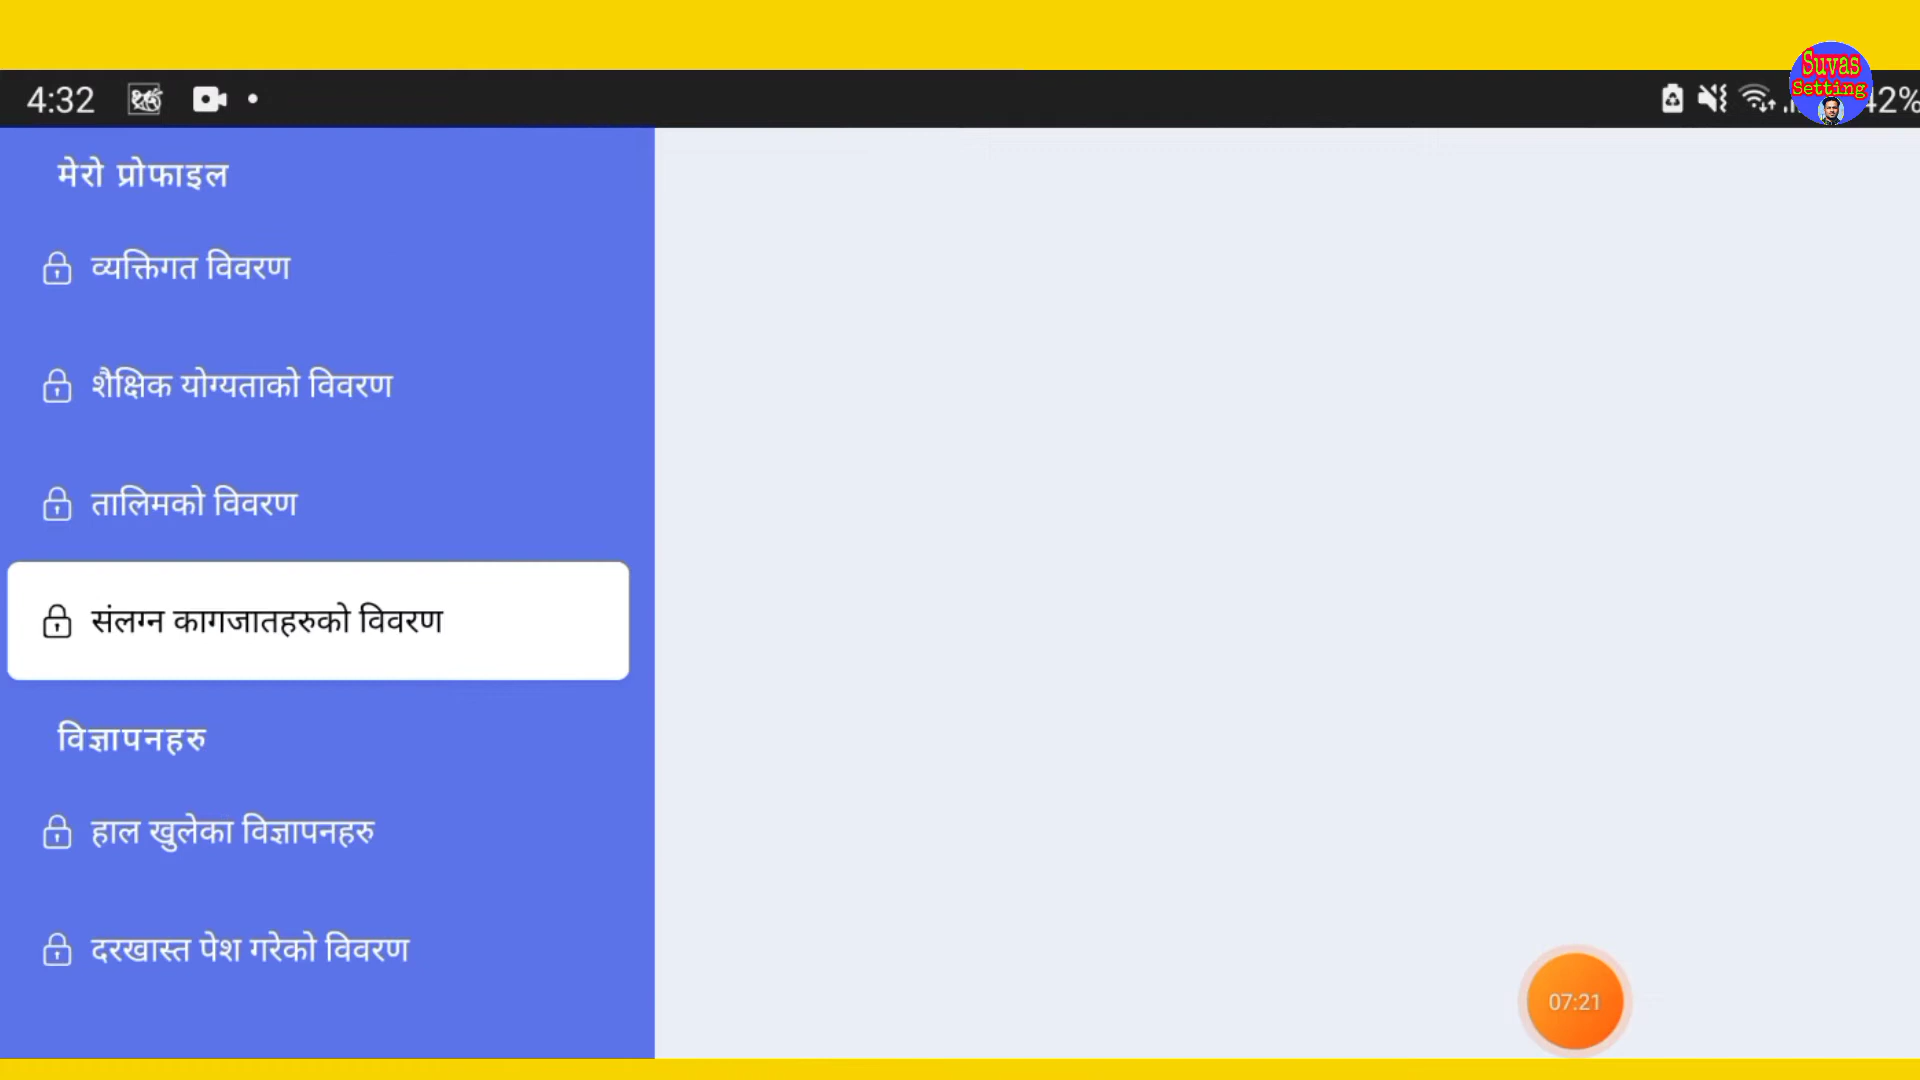 4:32
Suvas
Setting
42%
मेरो प्रोफाइल
व्यक्तिगत विवरण
शैक्षिक योग्यताको विवरण
तालिमको विवरण
संलग्न कागजातहरुको विवरण
विज्ञापनहरु
हाल खुलेका विज्ञापनहरु
दरखास्त पेश गरेको विवरण
07:21